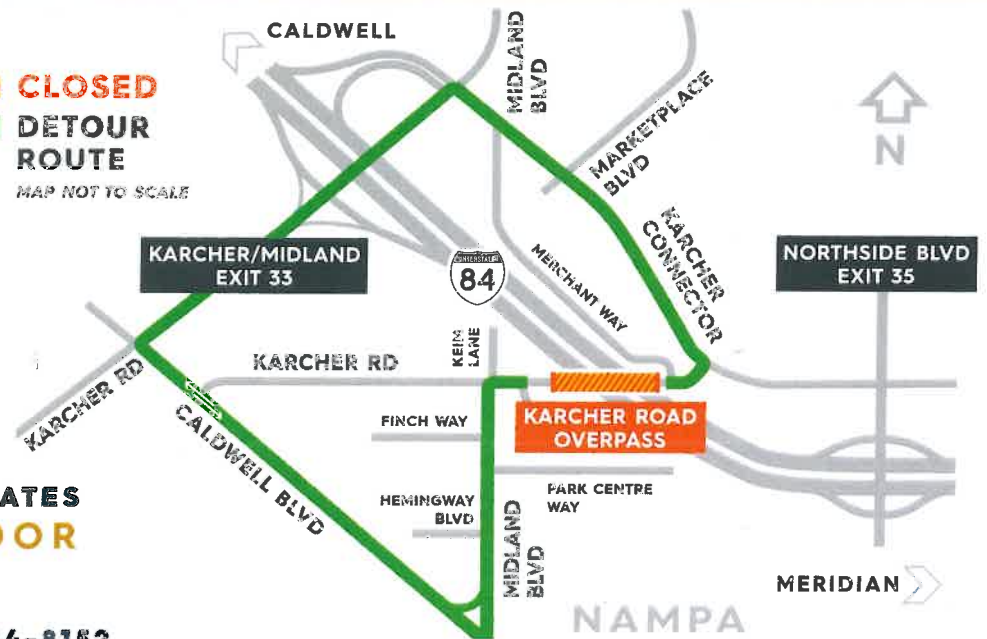 CALDWELL
MIDLAND
BLVD
CLOSED
DETOUR
ROUTE
MAP NOT TO SCALE
MARKETPLACE
BLVD
N
KARCHER
CONNECTOR
KARCHER/MIDLAND
EXIT 33
INTERSTATE
84
MERCHANT WAY
NORTHSIDE BLVD
EXIT 35
KEIM
LANE
KARCHER RD
KARCHER RD
CALDWELL BLVD
FINCH WAY
KARCHER ROAD
OVERPASS
HEMINGWAY
BLVD
PARK CENTRE
WAY
MIDLAND
BLVD
MERIDIAN
NAMPA